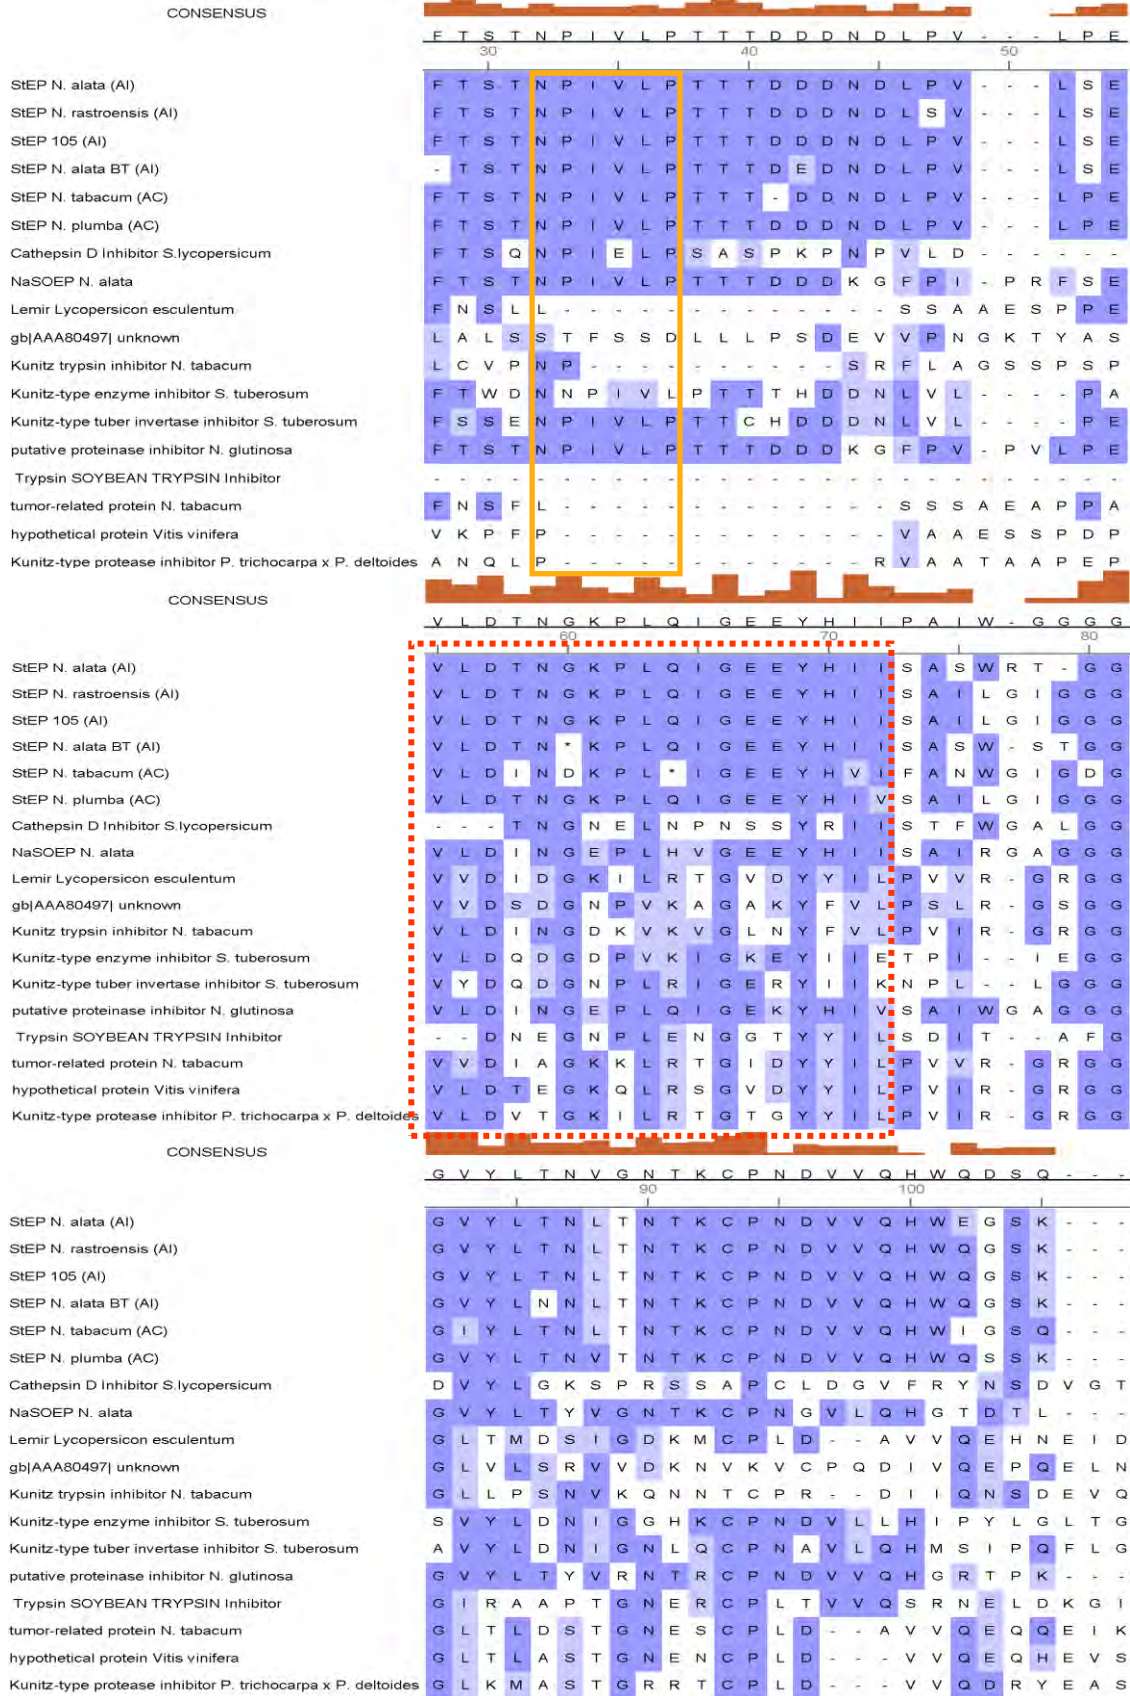 CONSENSUS
F T S T N P I V L P T T T D D D N D L P V - - - L P E
30 40 50
StEP N. alata (AI) F T S T N P I V L P T T T D D D N D L P V - - - L S E
StEP N. rastroensis (AI) F T S T N P I V L P T T T D D D N D L S V - - - L S E
StEP 105 (AI) F T S T N P I V L P T T T D D D N D L P V - - - L S E
StEP N. alata BT (AI) - T S T N P I V L P T T T D E D N D L P V - - - L S E
StEP N. tabacum (AC) F T S T N P I V L P T T T - D D N D L P V - - - L P E
StEP N. plumba (AC) F T S T N P I V L P T T T D D D N D L P V - - - L P E
Cathepsin D Inhibitor S.lycopersicum F T S Q N P I E L P S A S P K P N P V L D - - - - - -
NaSOEP N. alata F T S T N P I V L P T T T D D D K G F P I - P R F S E
Lemir Lycopersicon esculentum F N S L L - - - - - - - - - - - - - S S A A E S P P E
gb|AAA80497| unknown L A L S S T F S S D L L L P S D E V V P N G K T Y A S
Kunitz trypsin inhibitor N. tabacum L C V P N P - - - - - - - - - - S R F L A G S S P S P
Kunitz-type enzyme inhibitor S. tuberosum F T W D N N P I V L P T T T H D D N L V L - - - - P A
Kunitz-type tuber invertase inhibitor S. tuberosum F S S E N P I V L P T T C H D D D N L V L - - - - P E
putative proteinase inhibitor N. glutinosa F T S T N P I V L P T T T D D D K G F P V - P V L P E
Trypsin SOYBEAN TRYPSIN Inhibitor - - - - - - - - - - - - - - - - - - - - - - - - - - -
tumor-related protein N. tabacum F N S F L - - - - - - - - - - - - - S S S A E A P P A
hypothetical protein Vitis vinifera V K P F P - - - - - - - - - - - - - V A A E S S P D P
Kunitz-type protease inhibitor P. trichocarpa x P. deltoides A N Q L P - - - - - - - - - - - - R V A A T A A P E P
CONSENSUS
V L D T N G K P L Q I G E E Y H I I P A I W - G G G G
60 70 80
StEP N. alata (AI) V L D T N G K P L Q I G E E Y H I I S A S W R T - G G
StEP N. rastroensis (AI) V L D T N G K P L Q I G E E Y H I I S A I L G I G G G
StEP 105 (AI) V L D T N G K P L Q I G E E Y H I I S A I L G I G G G
StEP N. alata BT (AI) V L D T N * K P L Q I G E E Y H I I S A S W - S T G G
StEP N. tabacum (AC) V L D I N D K P L * I G E E Y H V I F A N W G I G D G
StEP N. plumba (AC) V L D T N G K P L Q I G E E Y H I V S A I L G I G G G
Cathepsin D Inhibitor S.lycopersicum - - - T N G N E L N P N S S Y R I I S T F W G A L G G
NaSOEP N. alata V L D I N G E P L H V G E E Y H I I S A I R G A G G G
Lemir Lycopersicon esculentum V V D I D G K I L R T G V D Y Y I L P V V R - G R G G
gb|AAA80497| unknown V V D S D G N P V K A G A K Y F V L P S L R - G S G G
Kunitz trypsin inhibitor N. tabacum V L D I N G D K V K V G L N Y F V L P V I R - G R G G
Kunitz-type enzyme inhibitor S. tuberosum V L D Q D G D P V K I G K E Y I I E T P I - - I E G G
Kunitz-type tuber invertase inhibitor S. tuberosum V Y D Q D G N P L R I G E R Y I I K N P L - - L G G G
putative proteinase inhibitor N. glutinosa V L D I N G E P L Q I G E K Y H I V S A I W G A G G G
Trypsin SOYBEAN TRYPSIN Inhibitor - - D N E G N P L E N G G T Y Y I L S D I T - - A F G
tumor-related protein N. tabacum V V D I A G K K L R T G I D Y Y I L P V V R - G R G G
hypothetical protein Vitis vinifera V L D T E G K Q L R S G V D Y Y I L P V I R - G R G G
Kunitz-type protease inhibitor P. trichocarpa x P. deltoides V L D V T G K I L R T G T G Y Y I L P V I R - G R G G
CONSENSUS
G V Y L T N V G N T K C P N D V V Q H W Q D S Q - - -
90 100
StEP N. alata (AI) G V Y L T N L T N T K C P N D V V Q H W E G S K - - -
StEP N. rastroensis (AI) G V Y L T N L T N T K C P N D V V Q H W Q G S K - - -
StEP 105 (AI) G V Y L T N L T N T K C P N D V V Q H W Q G S K - - -
StEP N. alata BT (AI) G V Y L N N L T N T K C P N D V V Q H W Q G S K - - -
StEP N. tabacum (AC) G I Y L T N L T N T K C P N D V V Q H W I G S Q - - -
StEP N. plumba (AC) G V Y L T N V T N T K C P N D V V Q H W Q S S K - - -
Cathepsin D Inhibitor S.lycopersicum D V Y L G K S P R S S A P C L D G V F R Y N S D V G T
NaSOEP N. alata G V Y L T Y V G N T K C P N G V L Q H G T D T L - - -
Lemir Lycopersicon esculentum G L T M D S I G D K M C P L D - - A V V Q E H N E I D
gb|AAA80497| unknown G L V L S R V V D K N V K V C P Q D I V Q E P Q E L N
Kunitz trypsin inhibitor N. tabacum G L L P S N V K Q N N T C P R - - D I I Q N S D E V Q
Kunitz-type enzyme inhibitor S. tuberosum S V Y L D N I G G H K C P N D V L L H I P Y L G L T G
Kunitz-type tuber invertase inhibitor S. tuberosum A V Y L D N I G N L Q C P N A V L Q H M S I P Q F L G
putative proteinase inhibitor N. glutinosa G V Y L T Y V R N T R C P N D V V Q H G R T P K - - -
Trypsin SOYBEAN TRYPSIN Inhibitor G I R A A P T G N E R C P L T V V Q S R N E L D K G I
tumor-related protein N. tabacum G L T L D S T G N E S C P L D - - A V V Q E Q Q E I K
hypothetical protein Vitis vinifera G L T L A S T G N E N C P L D - - - V V Q E Q H E V S
Kunitz-type protease inhibitor P. trichocarpa x P. deltoides G L K M A S T G R R T C P L D - - - V V Q D R Y E A S